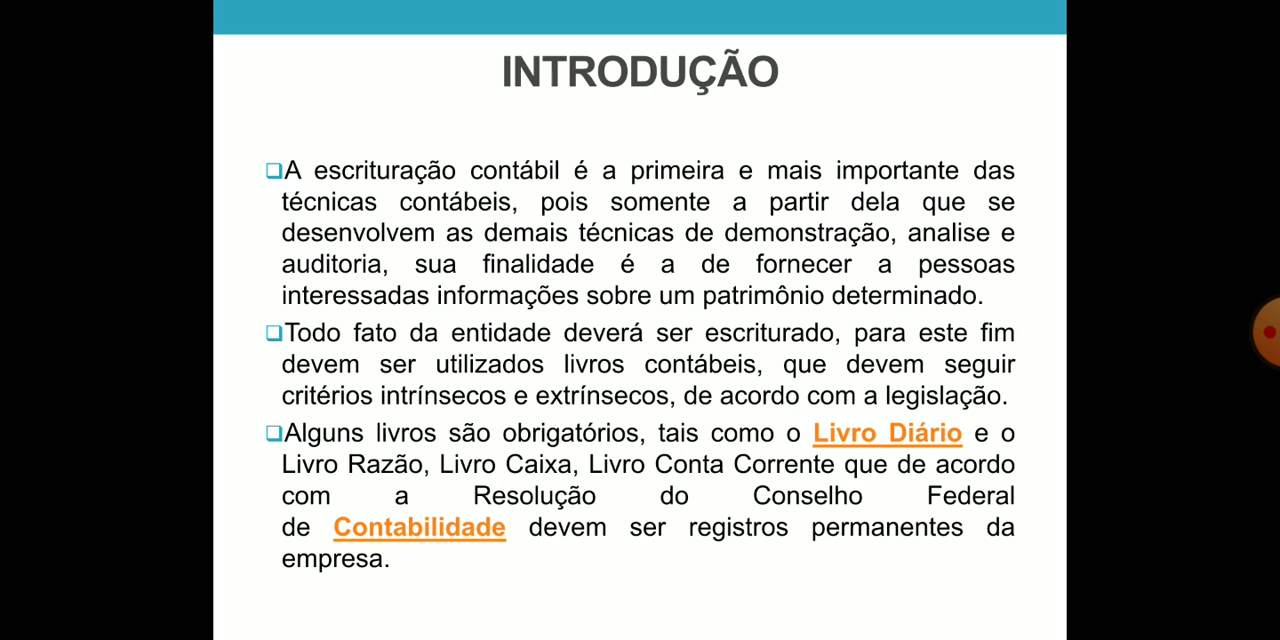 INTRODUÇÃO
❑A escrituração contábil é a primeira e mais importante das
técnicas contábeis, pois somente a partir dela que se
desenvolvem as demais técnicas de demonstração, analise e
auditoria, sua finalidade é a de fornecer a pessoas
interessadas informações sobre um patrimônio determinado.
❑Todo fato da entidade deverá ser escriturado, para este fim
devem ser utilizados livros contábeis, que devem seguir
critérios intrínsecos e extrínsecos, de acordo com a legislação.
❑Alguns livros são obrigatórios, tais como o Livro Diário e o
Livro Razão, Livro Caixa, Livro Conta Corrente que de acordo
com a Resolução do Conselho Federal
de Contabilidade devem ser registros permanentes da
empresa.